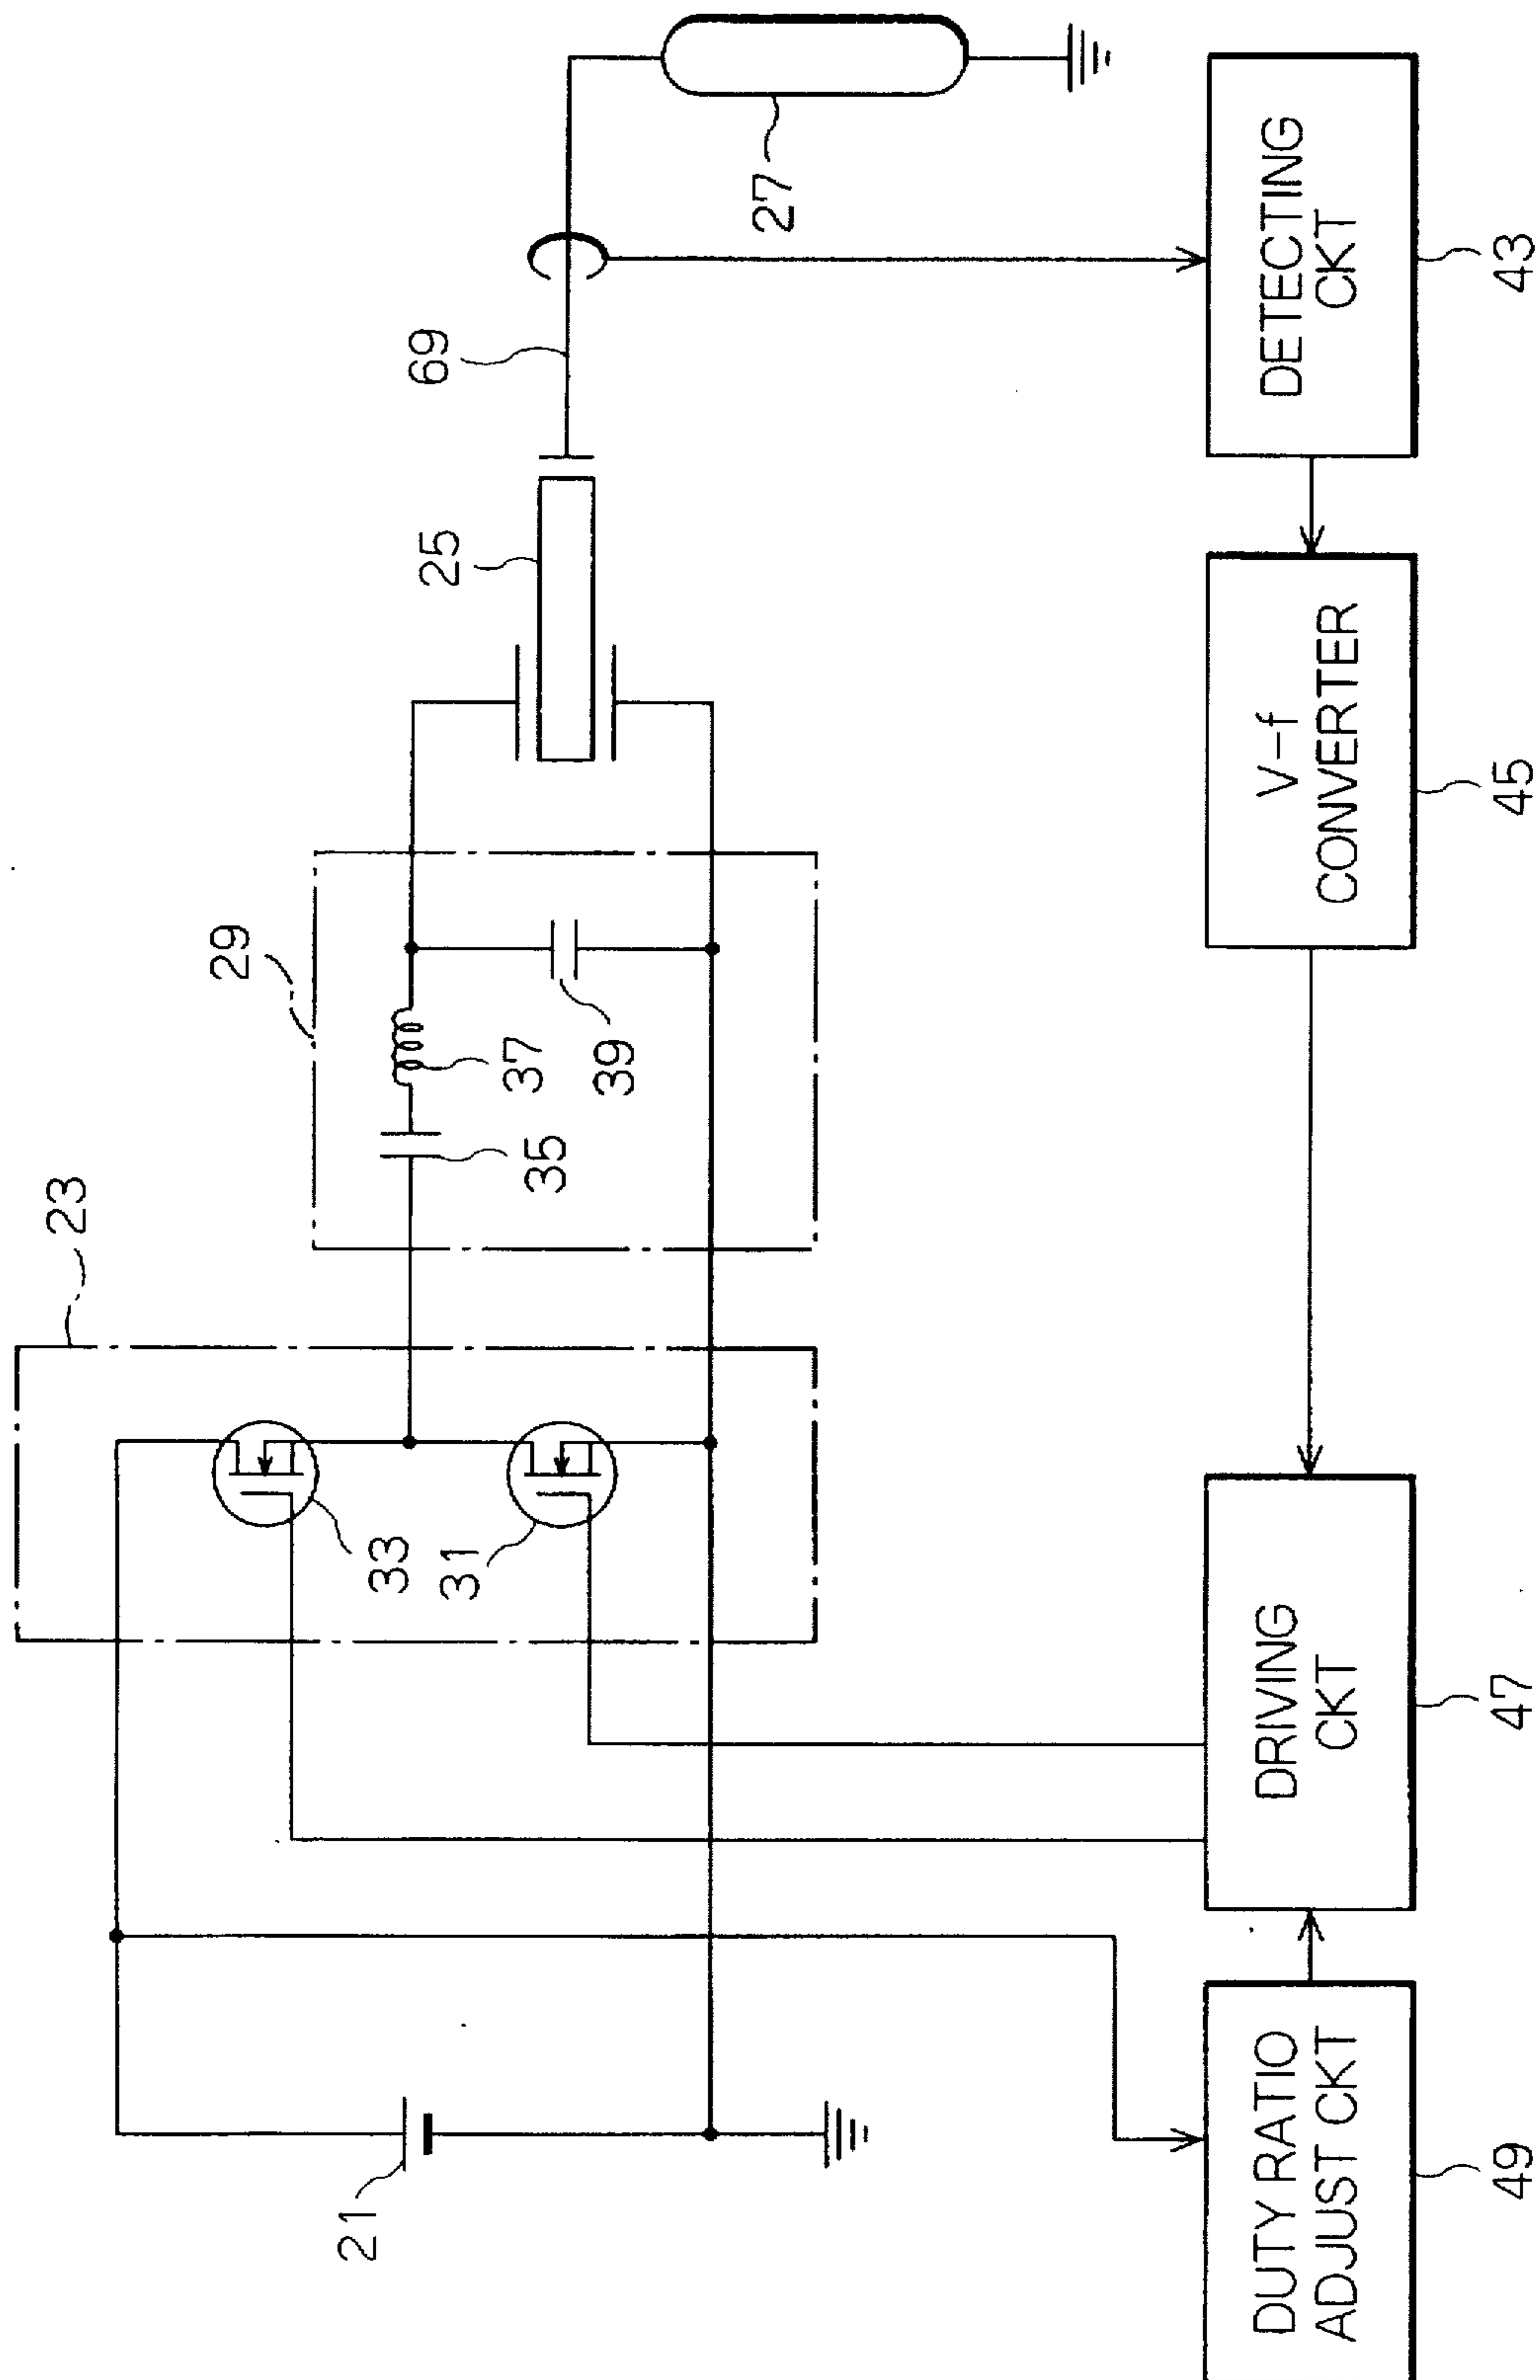 23
29
33
31
35
37
39
25
69
27
21
DUTY RATIO
ADJUST CKT
49
DRIVING
CKT
47
V-f
CONVERTER
45
DETECTING
CKT
43